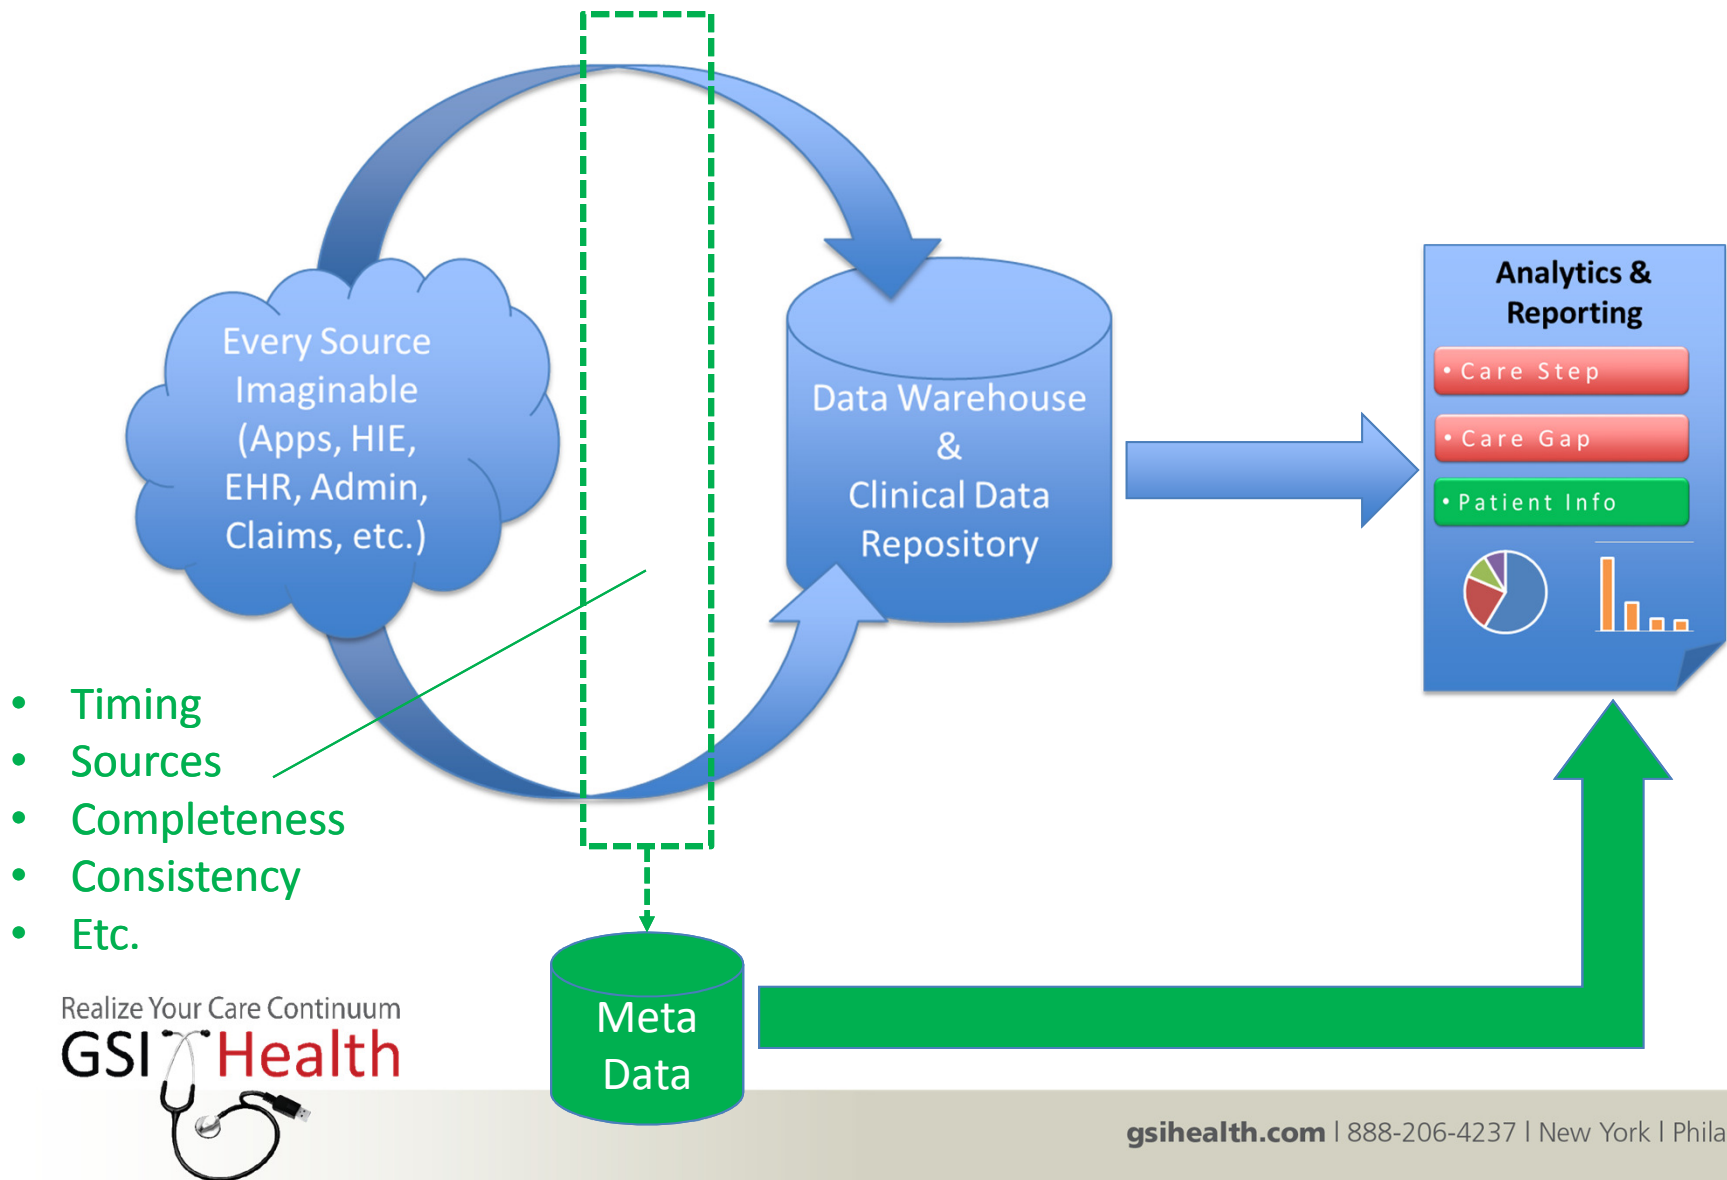 Every Source
Imaginable
(Apps, HIE,
EHR, Admin,
Claims, etc.)
Data Warehouse
&
Clinical Data
Repository
Analytics &
Reporting
• Care Step
• Care Gap
• Patient Info
• Timing
• Sources
• Completeness
• Consistency
• Etc.
Meta
Data
Realize Your Care Continuum
GSI Health
gsihealth.com | 888-206-4237 | New York | Phila